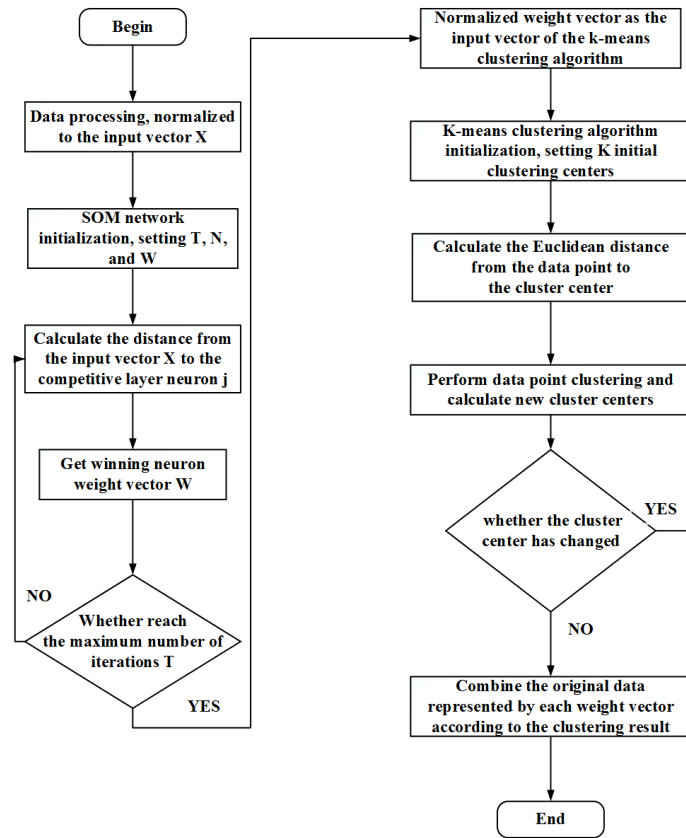 Begin
Data processing, normalized
to the input vector X
SOM network
initialization, setting T, N,
and W
Calculate the distance from
the input vector X to the
competitive layer neuron j
Get winning neuron
weight vector W
NO
Whether reach
the maximum number of
iterations T
YES
Normalized weight vector as the
input vector of the k-means
clustering algorithm
K-means clustering algorithm
initialization, setting K initial
clustering centers
Calculate the Euclidean distance
from the data point to
the cluster center
Perform data point clustering and
calculate new cluster centers
YES
whether the cluster
center has changed
NO
Combine the original data
represented by each weight vector
according to the clustering result
End